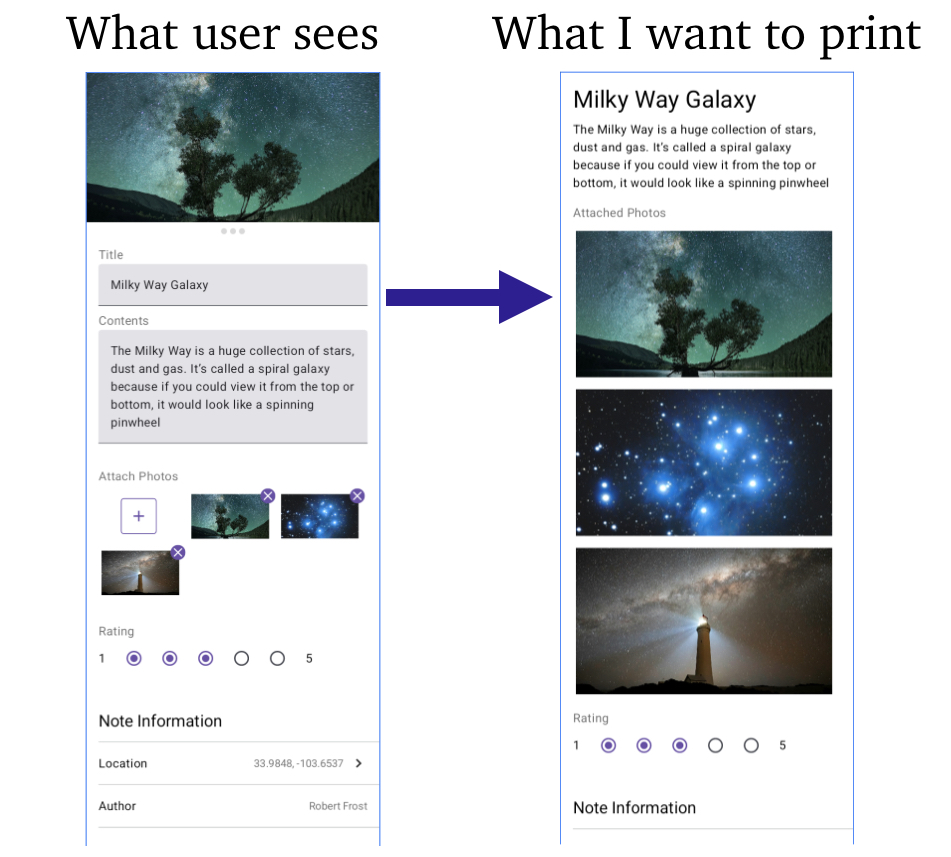 What user sees
What I want to print
Title
Milky Way Galaxy
Contents
The Milky Way is a huge collection of stars,
dust and gas. It's called a spiral galaxy
because if you could view it from the top or
bottom, it would look like a spinning
pinwheel
Attach Photos
+
Rating
1
5
Note Information
Location
33.9848, -103.6537
Author
Robert Frost
Milky Way Galaxy
The Milky Way is a huge collection of stars,
dust and gas. It's called a spiral galaxy
because if you could view it from the top or
bottom, it would look like a spinning pinwheel
Attached Photos
Rating
1
5
Note Information